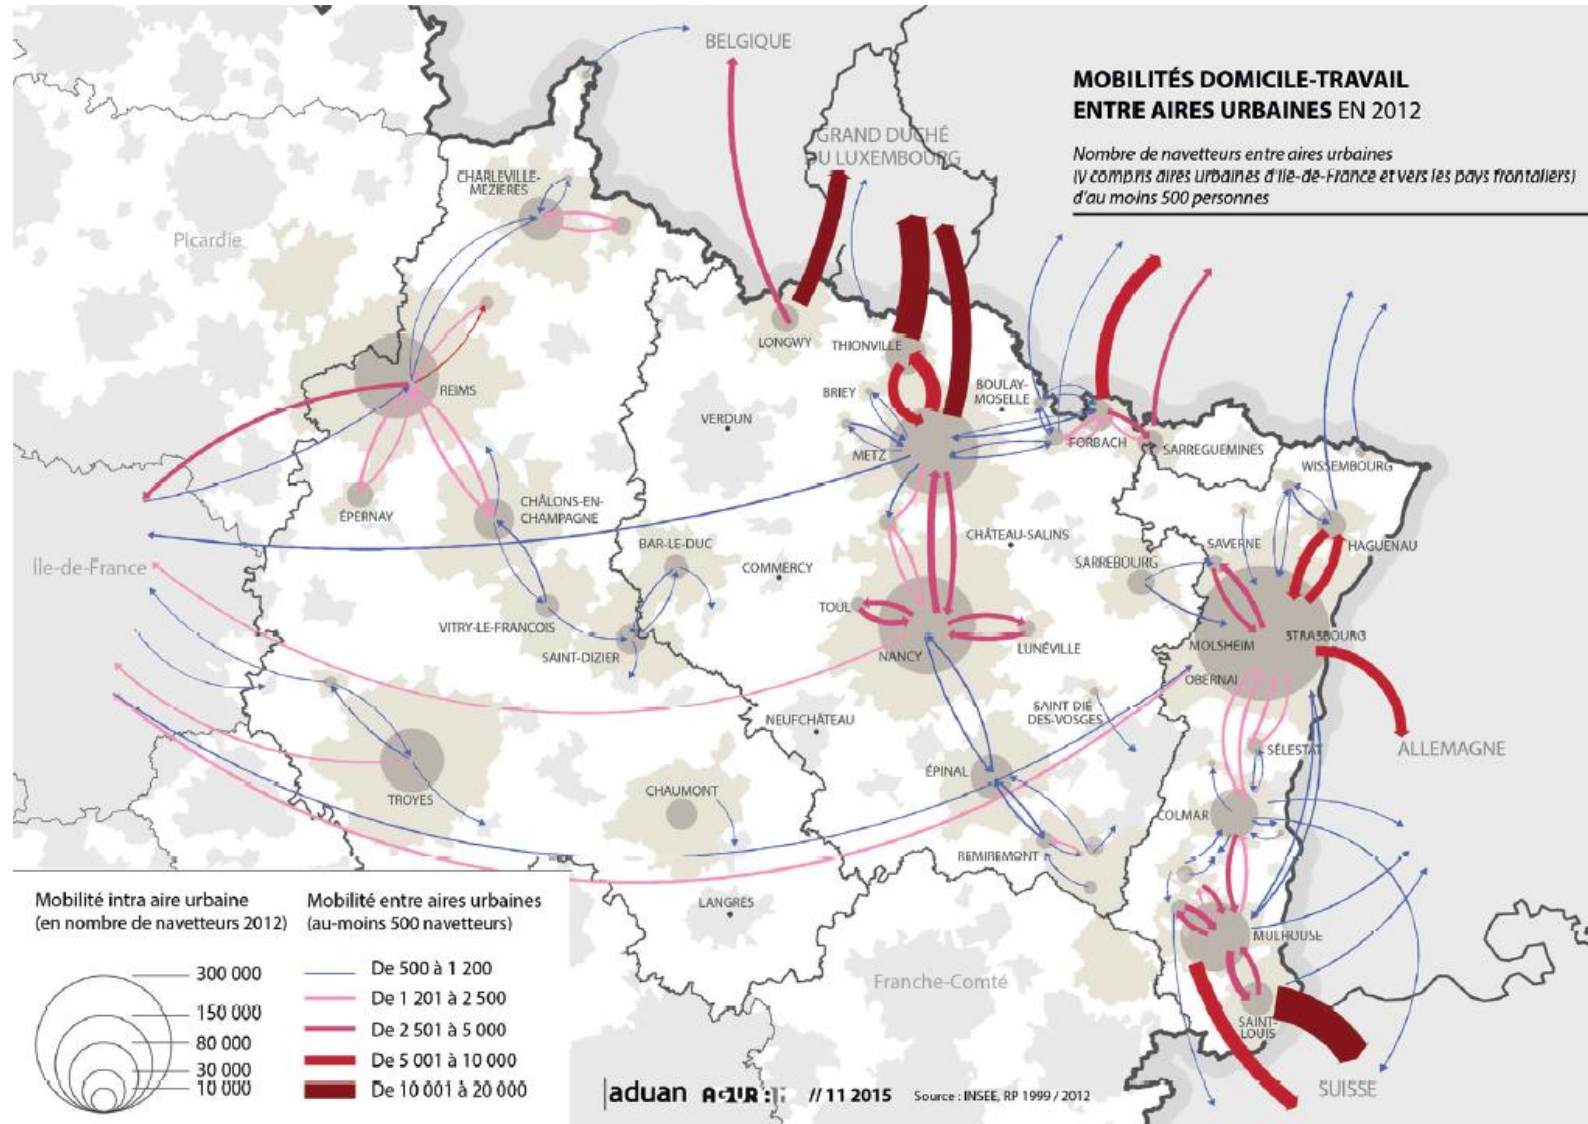 MOBILITÉS DOMICILE-TRAVAIL
ENTRE AIRES URBAINES EN 2012
Nombre de navetteurs entre aires urbaines
(y compris aires urbaines d'Ile-de-France et vers les pays frontaliers)
d'au moins 500 personnes
BELGIQUE
GRAND DUCHÉ
DU LUXEMBOURG
CHARLEVILLE-
MEZIERES
Picardie
LONGWY
THIONVILLE
REIMS
BRIEY
BOULAY-
MOSELLE
VERDUN
FORBACH
SARREGUEMINES
METZ
WISSEMBOURG
ÉPERNAY
CHÂLONS-EN-
CHAMPAGNE
CHÂTEAU-SALINS
BAR-LE-DUC
SAVERNE
HAGUENAU
Ile-de-France
COMMERCY
SARREBOURG
TOUL
VITRY-LE-FRANCOIS
STRASBOURG
SAINT-DIZIER
NANCY
LUNÉVILLE
MOLSHEIM
OBERNAI
NEUFCHÂTEAU
SAINT DIÉ
DES-VOSGES
SÉLESTAT
ALLEMAGNE
ÉPINAL
TROYES
CHAUMONT
COLMAR
REMIREMONT
LANGRES
MULHOUSE
Franche-Comté
SAINT-
LOUIS
SUISSE
Mobilité intra aire urbaine
(en nombre de navetteurs 2012)
300 000
150 000
80 000
30 000
10 000
Mobilité entre aires urbaines
(au-moins 500 navetteurs)
De 500 à 1 200
De 1 201 à 2 500
De 2 501 à 5 000
De 5 001 à 10 000
De 10 001 à 20 000
aduan
// 11 2015
Source : INSEE, RP 1999 / 2012